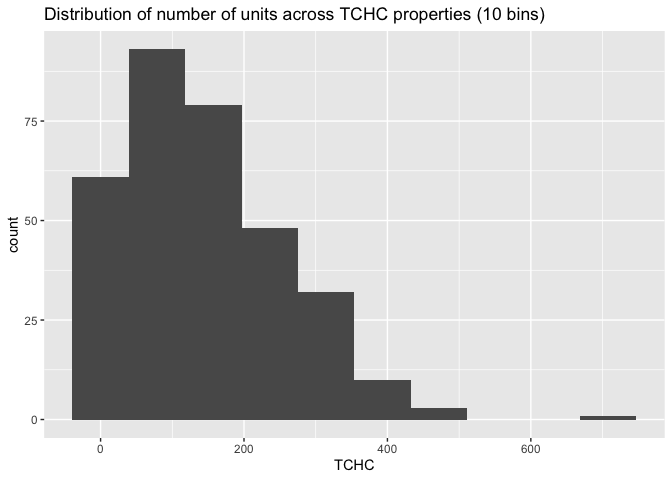 Distribution of number of units across TCHC properties (10 bins)
75
50
25
0
count
0 200 400 600
TCHC